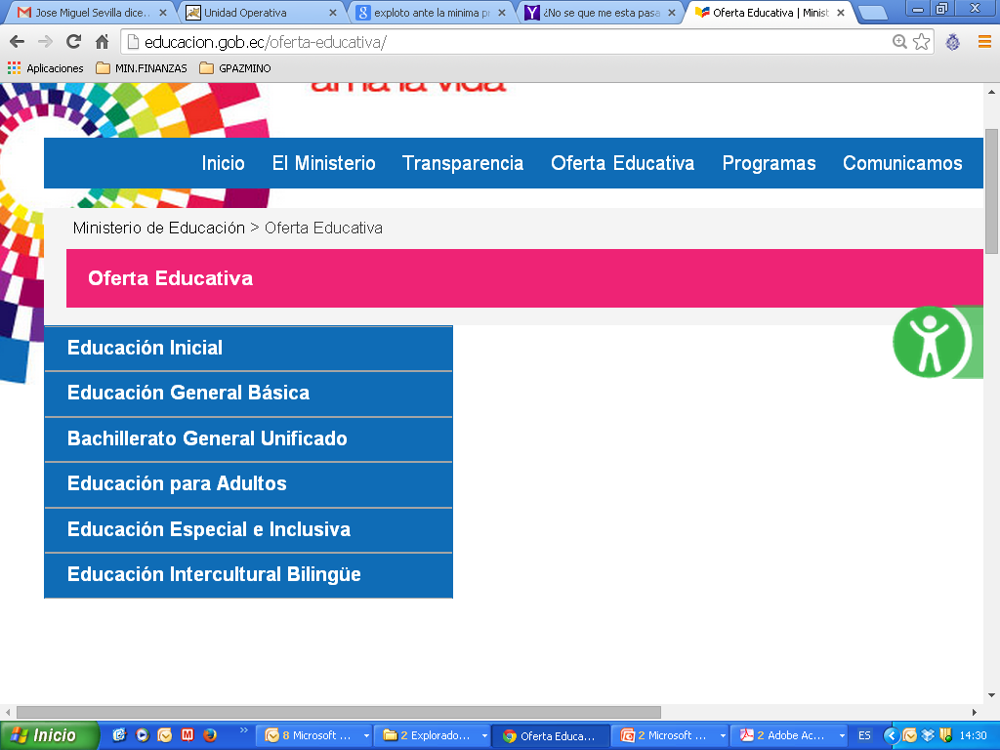 Jose Miguel Sevilla dice.
Unidad Operativa
exploto ante la minima pr
¿No se que me esta pasa
Oferta Educativa | Minist
educacion.gob.ec/oferta-educativa/
Aplicaciones
MIN.FINANZAS
GPAZMINO
ama la vida
Inicio
El Ministerio
Transparencia
Oferta Educativa
Programas
Comunicamos
Ministerio de Educación > Oferta Educativa
Oferta Educativa
Educación Inicial
Educación General Básica
Bachillerato General Unificado
Educación para Adultos
Educación Especial e Inclusiva
Educación Intercultural Bilingüe
Inicio
8 Microsoft ...
2 Explorado...
Oferta Educa...
2 Microsoft ...
2 Adobe Ac...
ES
14:30